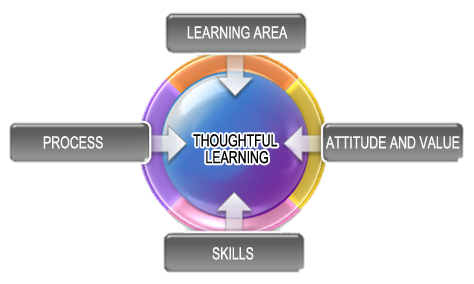 LEARNING AREA
PROCESS
THOUGHTFUL
LEARNING
ATTITUDE AND VALUE
SKILLS